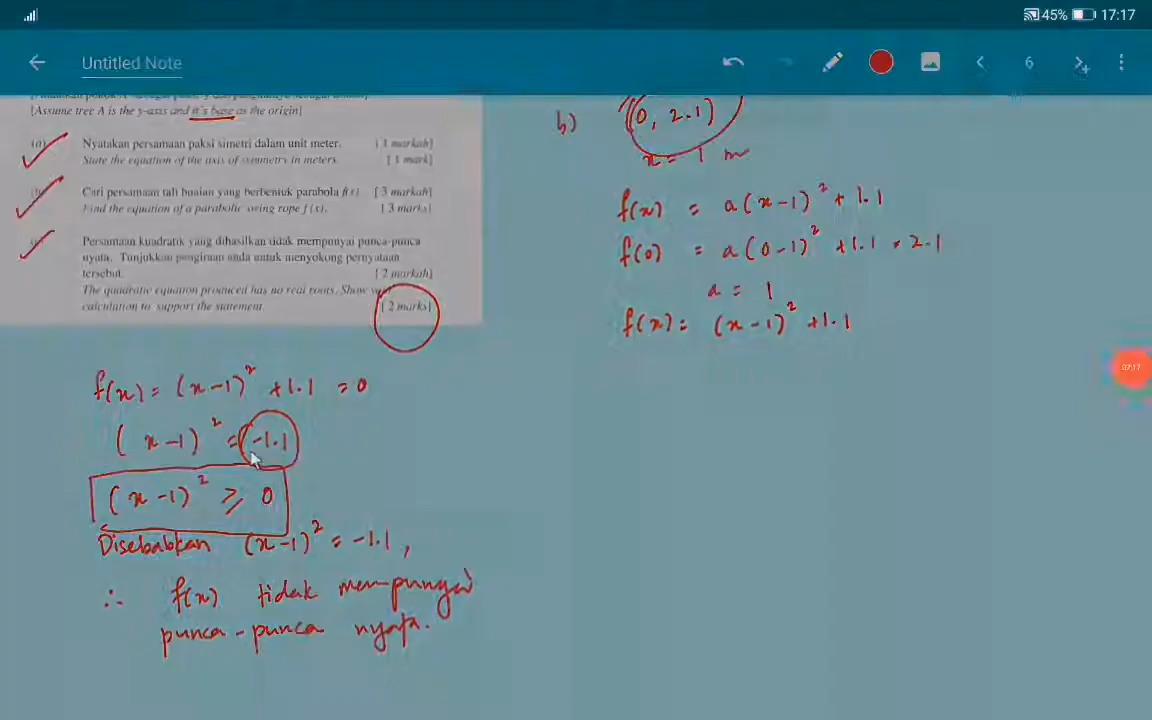 45% 17:17
Untitled Note
6
[Assume tree A is the y-axis and it's base as the origin]
Nyatakan persamaan paksi simetri dalam unit meter. [ 1 markah]
State the equation of the axis of symmetry in meters. [ 1 mark]
Cari persamaan tali buaian yang berbentuk parabola f(x). [ 3 markah]
Find the equation of a parabolic swing rope f (x). [ 3 marks]
Persamaan kuadratik yang dihasilkan tidak mempunyai punca-punca
nyata. Tunjukkan pengiraan anda untuk menyokong pernyataan
tersebut. [ 2 markah]
The quadratic equation produced has no real roots. Show your
calculation to support the statement. [ 2 marks]
f(x) = (x-1)² +1.1 = 0
(x-1)² = -1.1
(x-1)² ≥ 0
Disebabkan (x-1)² = -1.1,
∴ f(x) tidak mempunyai
punca-punca nyata.
b) (0, 2.1)
x = 1 m
f(x) = a(x-1)² + 1.1
f(0) = a(0-1)² +1.1 = 2.1
a = 1
f(x) = (x-1)² +1.1
07:17